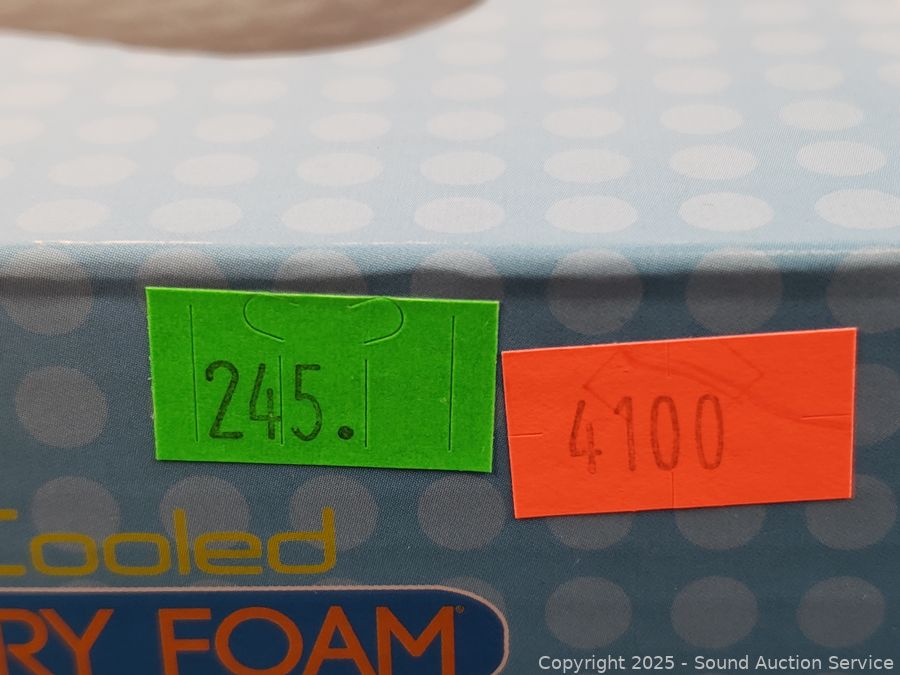 245.
4100
Cooled
RY FOAM®
Copyright 2025 - Sound Auction Service